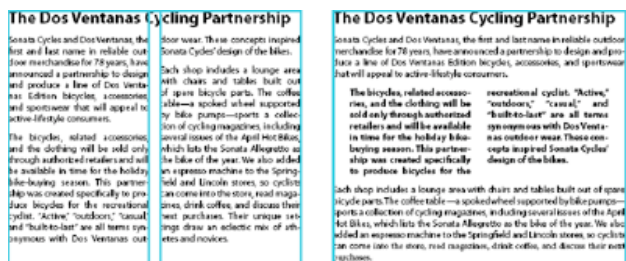 The Dos Ventanas Cycling Partnership
Sonata Cycles and Dos Ventanas, the
first and last name in reliable out-
door merchandise for 78 years, have
announced a partnership to design
and produce a line of Dos Venta-
nas Edition bicycles, accessories,
and sportswear that will appeal to
active-lifestyle consumers.
The bicycles, related accessories,
and the clothing will be sold only
through authorized retailers and will
be available in time for the holiday
bike-buying season. This partner-
ship was created specifically to pro-
duce bicycles for the recreational
cyclist. "Active," "outdoors," "casual,"
and "built-to-last" are all terms syn-
onymous with Dos Ventanas out-
door wear. These concepts inspired
Sonata Cycles' design of the bikes.
Each shop includes a lounge area
with chairs and tables built out
of spare bicycle parts. The coffee
table—a spoked wheel supported
by bike pumps—sports a collec-
tion of cycling magazines, including
several issues of the April Hot Bikes,
which lists the Sonata Allegretto as
the bike of the year. We also added
an espresso machine to the Spring-
field and Lincoln stores, so cyclists
can come into the store, read maga-
zines, drink coffee, and discuss their
next purchases. Their unique set-
tings draw an eclectic mix of ath-
letes and novices.
The Dos Ventanas Cycling Partnership
Sonata Cycles and Dos Ventanas, the first and last name in reliable outdoor
merchandise for 78 years, have announced a partnership to design and pro-
duce a line of Dos Ventanas Edition bicycles, accessories, and sportswear
that will appeal to active-lifestyle consumers.
The bicycles, related accesso-
ries, and the clothing will be
sold only through authorized
retailers and will be available
in time for the holiday bike-
buying season. This partner-
ship was created specifically
to produce bicycles for the
recreational cyclist. "Active,"
"outdoors," "casual," and
"built-to-last" are all terms
synonymous with Dos Ventan-
as outdoor wear. These con-
cepts inspired Sonata Cycles'
design of the bikes.
Each shop includes a lounge area with chairs and tables built out of spare
bicycle parts. The coffee table—a spoked wheel supported by bike pumps—
sports a collection of cycling magazines, including several issues of the April
Hot Bikes, which lists the Sonata Allegretto as the bike of the year. We also
added an espresso machine to the Springfield and Lincoln stores, so cyclists
can come into the store, read magazines, drink coffee, and discuss their next
purchases.